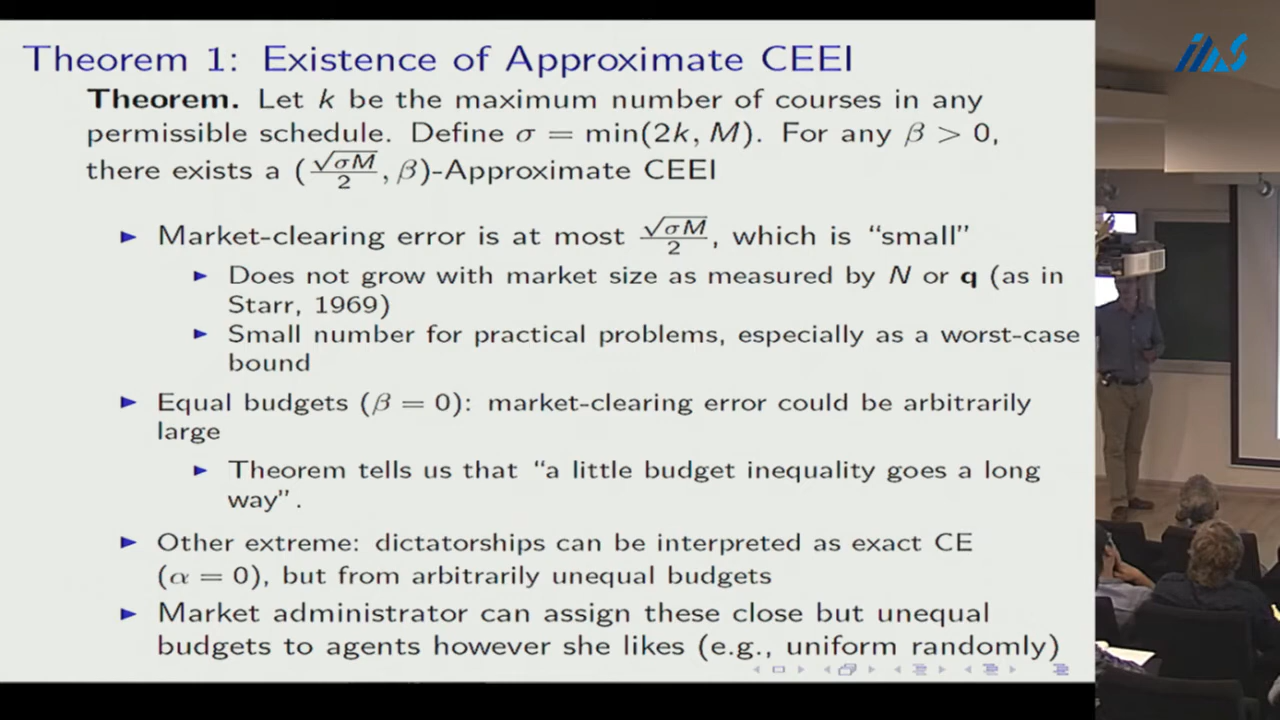 Theorem 1: Existence of Approximate CEEI
Theorem. Let k be the maximum number of courses in any
permissible schedule. Define σ = min(2k, M). For any β > 0,
there exists a (√σM/2, β)-Approximate CEEI
► Market-clearing error is at most √σM/2, which is “small”
► Does not grow with market size as measured by N or q (as in
Starr, 1969)
► Small number for practical problems, especially as a worst-case
bound
► Equal budgets (β = 0): market-clearing error could be arbitrarily
large
► Theorem tells us that “a little budget inequality goes a long
way”.
► Other extreme: dictatorships can be interpreted as exact CE
(α = 0), but from arbitrarily unequal budgets
► Market administrator can assign these close but unequal
budgets to agents however she likes (e.g., uniform randomly)
IIAS